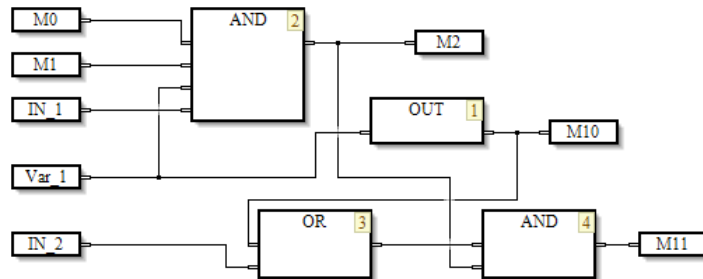 M0
AND 2
M2
M1
IN_1
OUT 1
M10
Var_1
OR 3
AND 4
IN_2
M11